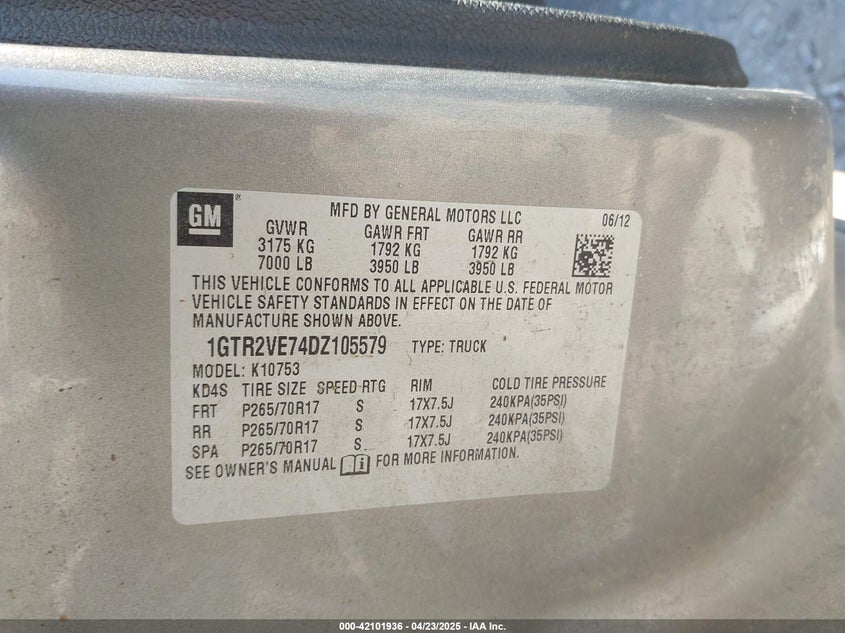 GM ®
MFD BY GENERAL MOTORS LLC 06/12
GVWR GAWR FRT GAWR RR
3175 KG 1792 KG 1792 KG
7000 LB 3950 LB 3950 LB
THIS VEHICLE CONFORMS TO ALL APPLICABLE U.S. FEDERAL MOTOR
VEHICLE SAFETY STANDARDS IN EFFECT ON THE DATE OF
MANUFACTURE SHOWN ABOVE.
1GTR2VE74DZ105579 TYPE: TRUCK
MODEL: K10753
KD4S TIRE SIZE SPEED RTG RIM COLD TIRE PRESSURE
FRT P265/70R17 S 17X7.5J 240KPA(35PSI)
RR P265/70R17 S 17X7.5J 240KPA(35PSI)
SPA P265/70R17 S 17X7.5J 240KPA(35PSI)
SEE OWNER'S MANUAL FOR MORE INFORMATION.
000-42101936 - 04/23/2025 - IAA Inc.